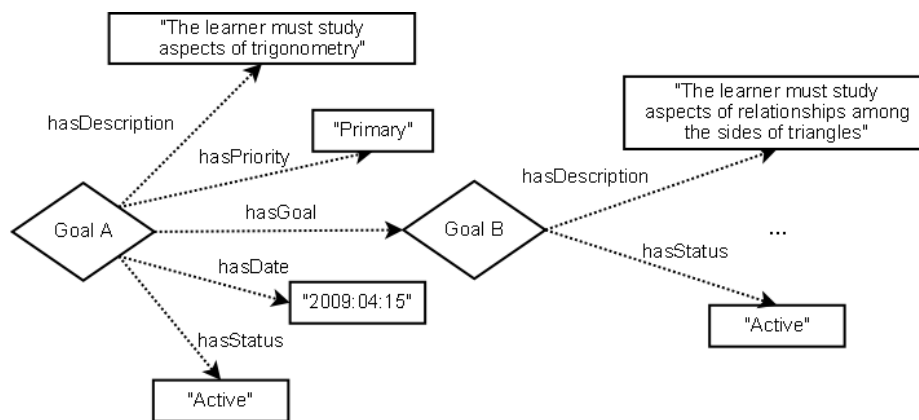 "The learner must study
aspects of trigonometry"
"The learner must study
aspects of relationships among
the sides of triangles"
hasDescription
"Primary"
hasPriority
hasDescription
Goal A
hasGoal
Goal B
...
hasStatus
hasDate
"2009:04:15"
"Active"
hasStatus
"Active"